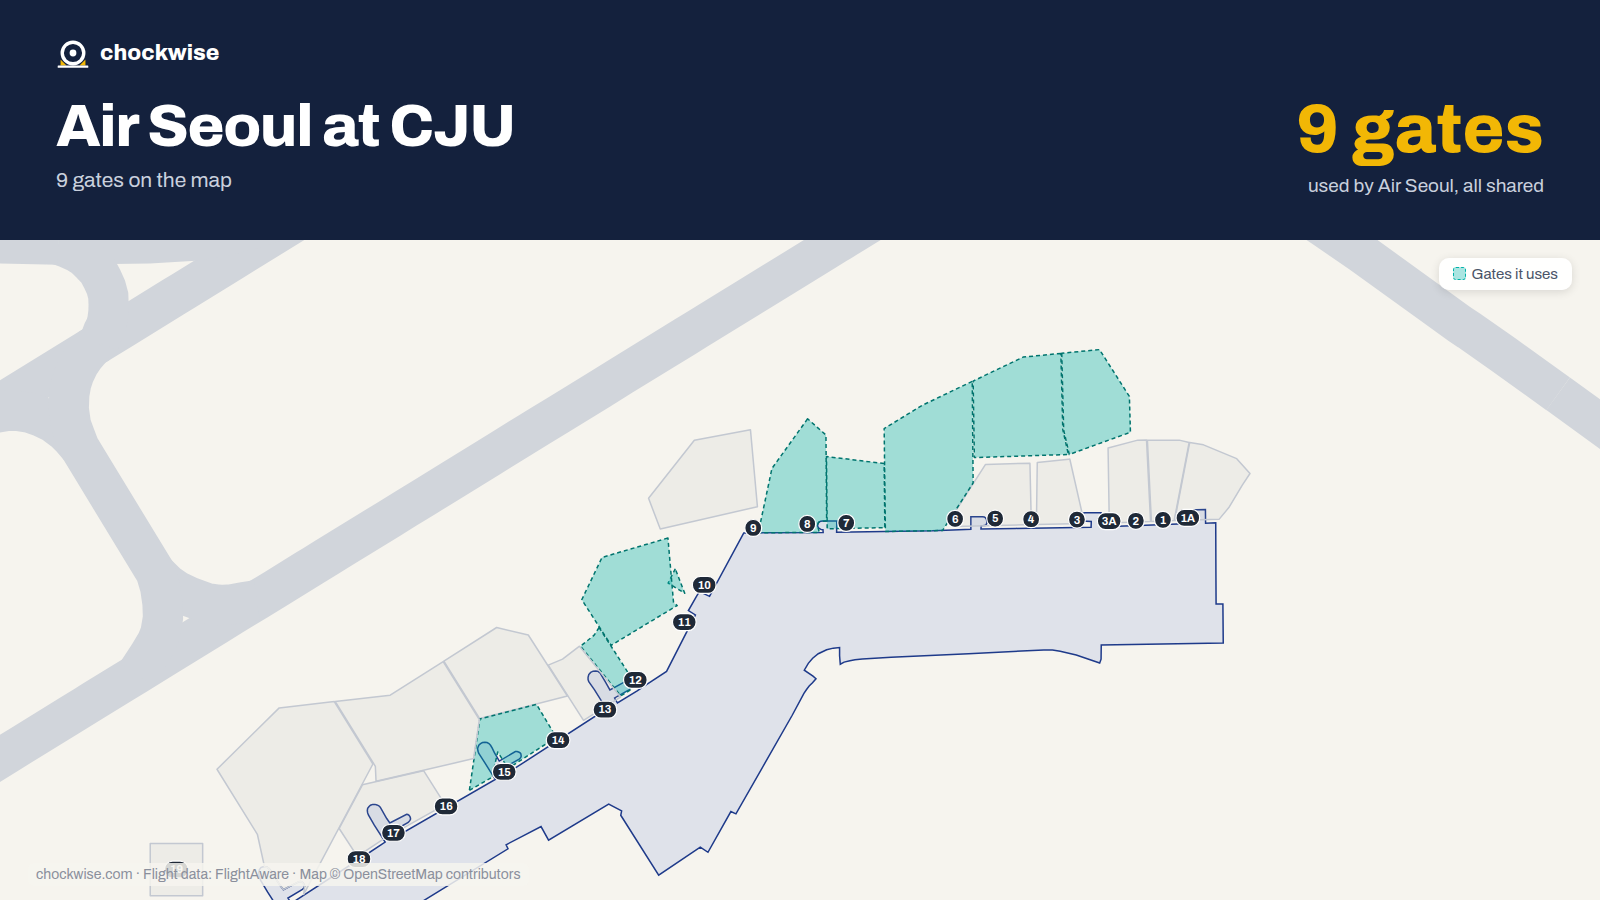 chockwise
Air Seoul at CJU
9 gates on the map
9 gates
used by Air Seoul, all shared
Gates it uses
9
8
7
6
5
4
3
3A
2
1
1A
10
11
12
13
14
15
16
17
18
chockwise.com · Flight data: FlightAware · Map © OpenStreetMap contributors